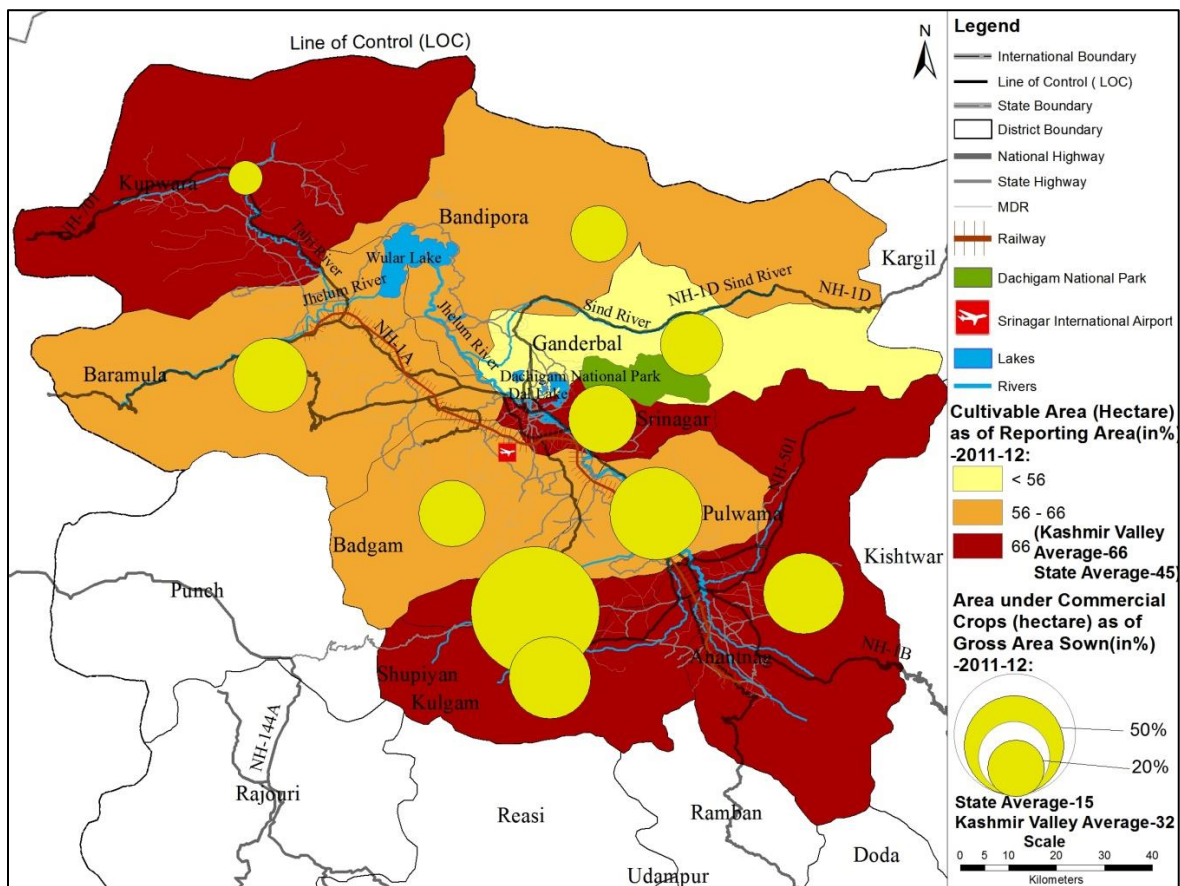 Line of Control (LOC)
N
Kupwara
NH-701
Bandipora
Talri River
Wular Lake
Jhelum River
Kargil
NH-1D Sind River
NH-1D
Sind River
Jhelum River
NH-1A
Ganderbal
Baramula
Dachigam National Park
Dal Lake
Srinagar
NH-501
Pulwama
Badgam
Kishtwar
Punch
NH-1B
Anantnag
Shupiyan
Kulgam
NH-144A
Rajouri
Reasi
Ramban
Doda
Udampur
Legend
International Boundary
Line of Control ( LOC)
State Boundary
District Boundary
National Highway
State Highway
MDR
Railway
Dachigam National Park
Srinagar International Airport
Lakes
Rivers
Cultivable Area (Hectare)
as of Reporting Area(in%)
-2011-12:
< 56
56 - 66
66 (Kashmir Valley
Average-66
State Average-45)
Area under Commercial
Crops (hectare) as of
Gross Area Sown(in%)
-2011-12:
50%
20%
State Average-15
Kashmir Valley Average-32
Scale
0 5 10 20 30 40
Kilometers